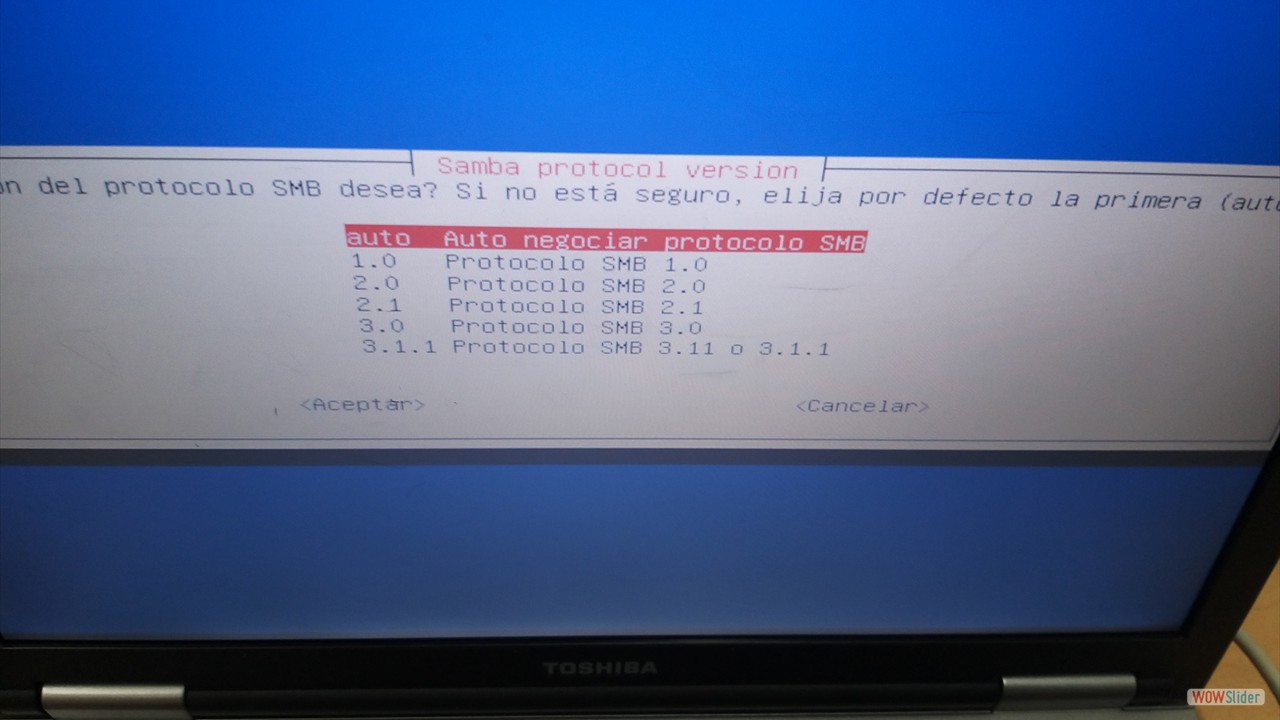 Samba protocol version
del protocolo SMB desea? Si no está seguro, elija por defecto la primera (auto
auto Auto negociar protocolo SMB
1.0 Protocolo SMB 1.0
2.0 Protocolo SMB 2.0
2.1 Protocolo SMB 2.1
3.0 Protocolo SMB 3.0
3.1.1 Protocolo SMB 3.11 o 3.1.1
<Aceptar> <Cancelar>
TOSHIBA
WOWSlider